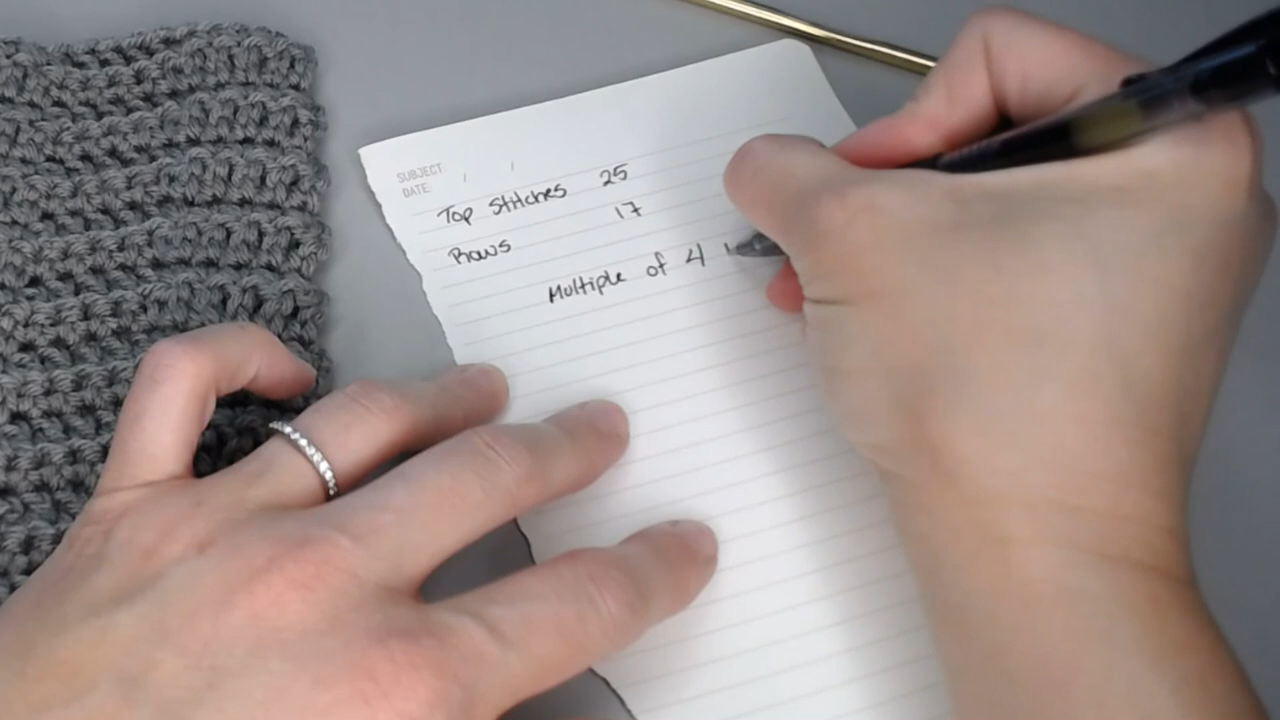 SUBJECT
DATE: / /
Top Stitches 25
Rows 17
Multiple of 4